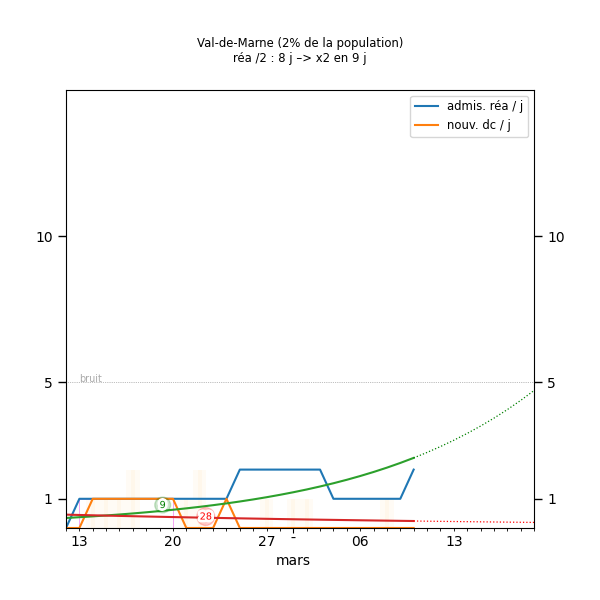 Val-de-Marne (2% de la population)
réa /2 : 8 j –> x2 en 9 j
admis. réa / j
nouv. dc / j
10
10
bruit
5
5
9
28
1
1
13
20
27
-
06
13
mars